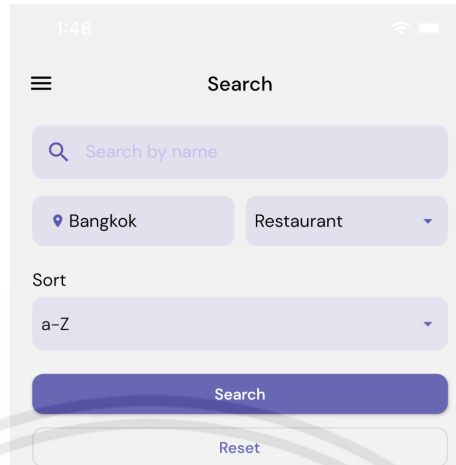 1:48
Search
Search by name
Bangkok
Restaurant
Sort
a-Z
Search
Reset